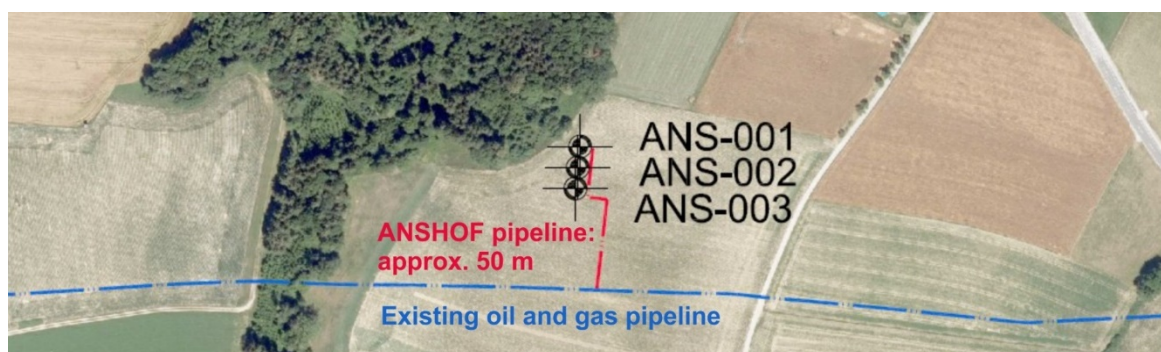 ANS-001
ANS-002
ANS-003
ANSHOF pipeline:
approx. 50 m
Existing oil and gas pipeline